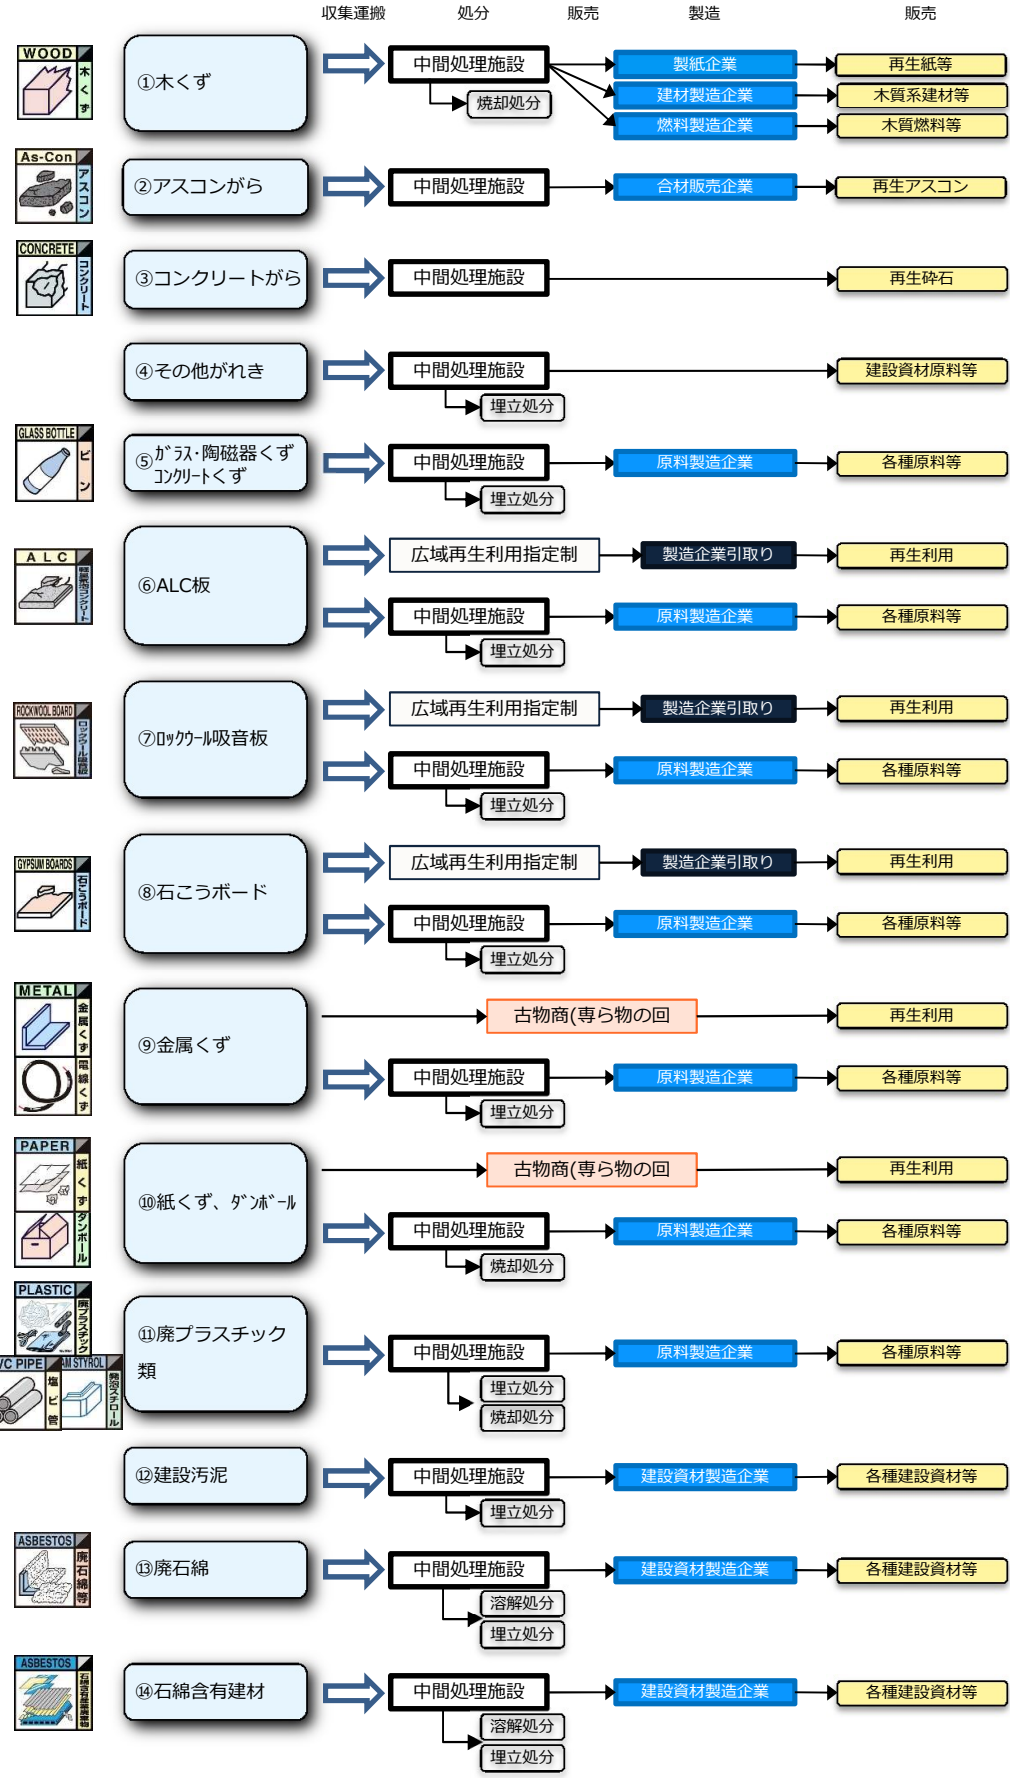 収集運搬 処分 販売 製造 販売
WOOD
木くず
①木くず
中間処理施設 製紙企業 再生紙等
焼却処分 建材製造企業 木質系建材等
燃料製造企業 木質燃料等
As-Con
アスコン
②アスコンがら 中間処理施設 合材販売企業 再生アスコン
CONCRETE
コンクリート
③コンクリートがら 中間処理施設 再生砕石
④その他がれき 中間処理施設 建設資材原料等
埋立処分
GLASS BOTTLE
ビン
⑤ガラス・陶磁器くず
コンクリートくず
中間処理施設 原料製造企業 各種原料等
埋立処分
ALC
軽量気泡コンクリート
⑥ALC板
広域再生利用指定制 製造企業引取り 再生利用
中間処理施設 原料製造企業 各種原料等
埋立処分
ROCKWOOL BOARD
ロックウール吸音板
⑦ロックウール吸音板
広域再生利用指定制 製造企業引取り 再生利用
中間処理施設 原料製造企業 各種原料等
埋立処分
GYPSUM BOARDS
石こうボード
⑧石こうボード
広域再生利用指定制 製造企業引取り 再生利用
中間処理施設 原料製造企業 各種原料等
埋立処分
METAL
金属くず
電線くず
⑨金属くず
古物商(専ら物の回 再生利用
中間処理施設 原料製造企業 各種原料等
埋立処分
PAPER
紙くず
ダンボール
⑩紙くず、ダンボール
古物商(専ら物の回 再生利用
中間処理施設 原料製造企業 各種原料等
焼却処分
PLASTIC
廃プラスチック
VC PIPE
塩ビ管
AM STYROL
発泡スチロール
⑪廃プラスチック
類
中間処理施設 原料製造企業 各種原料等
埋立処分
焼却処分
⑫建設汚泥 中間処理施設 建設資材製造企業 各種建設資材等
埋立処分
ASBESTOS
廃石綿等
⑬廃石綿 中間処理施設 建設資材製造企業 各種建設資材等
溶解処分
埋立処分
ASBESTOS
石綿含有産業廃棄物
⑭石綿含有建材 中間処理施設 建設資材製造企業 各種建設資材等
溶解処分
埋立処分